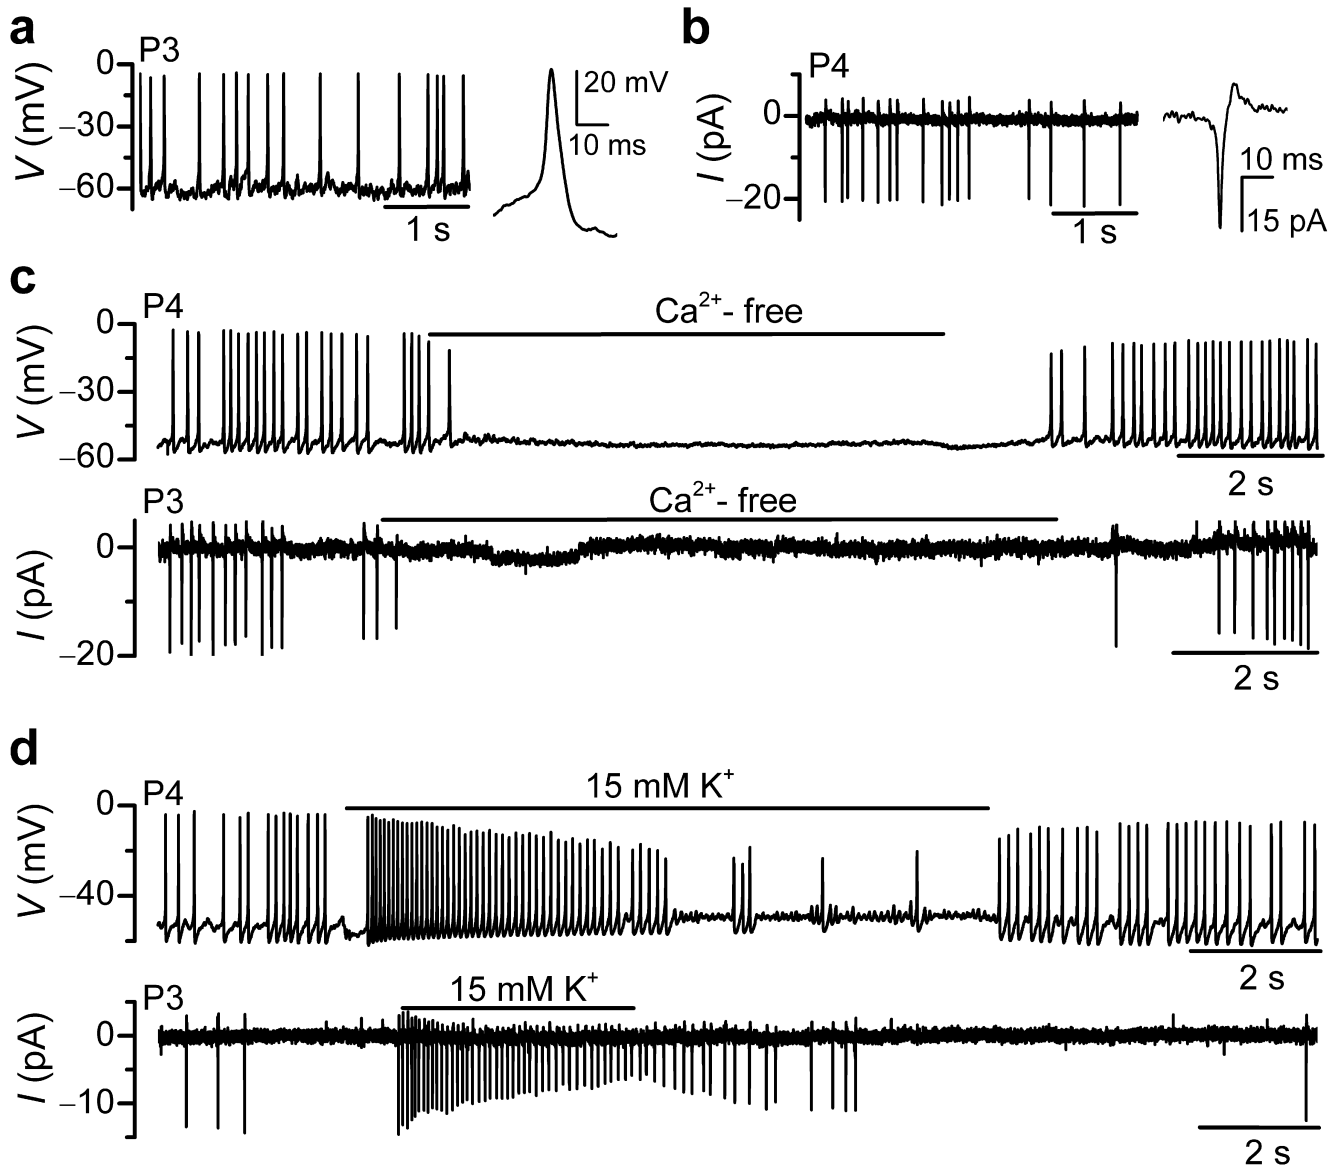 a
P3
0
−30
−60
V (mV)
1 s
20 mV
10 ms
b
P4
0
−20
I (pA)
1 s
10 ms
15 pA
c
P4
Ca²⁺- free
0
−30
−60
V (mV)
2 s
P3
Ca²⁺- free
0
−20
I (pA)
2 s
d
P4
15 mM K⁺
0
−40
V (mV)
2 s
P3
15 mM K⁺
0
−10
I (pA)
2 s